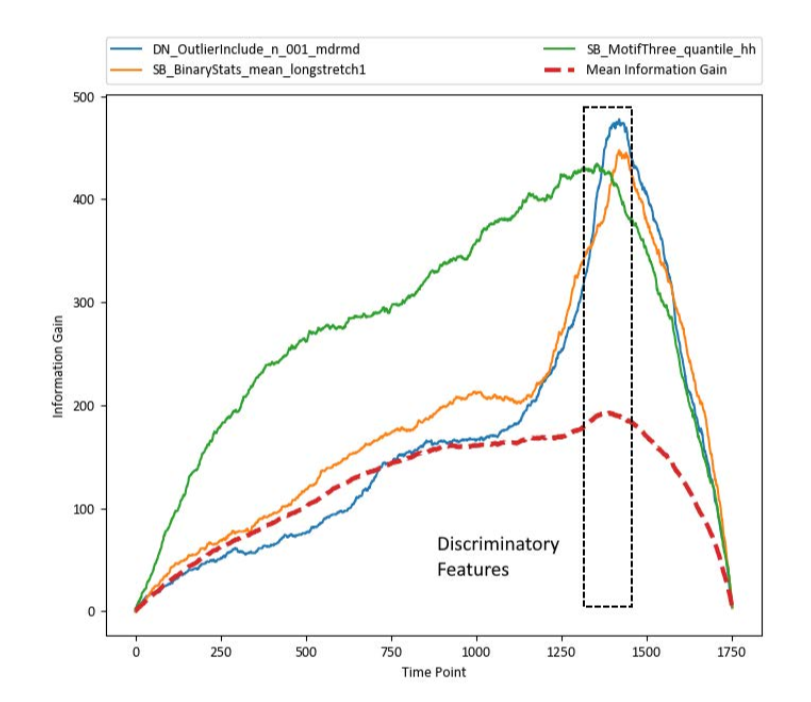 DN_OutlierInclude_n_001_mdrmd
SB_BinaryStats_mean_longstretch1
SB_MotifThree_quantile_hh
Mean Information Gain
500
400
300
200
100
0
Information Gain
Discriminatory
Features
0 250 500 750 1000 1250 1500 1750
Time Point